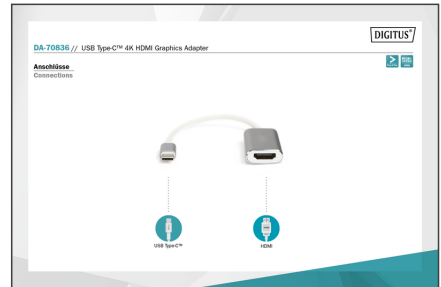 DIGITUS®
DA-70836 // USB Type-C™ 4K HDMI Graphics Adapter
Anschlüsse
Connections
USB Type-C™
HDMI